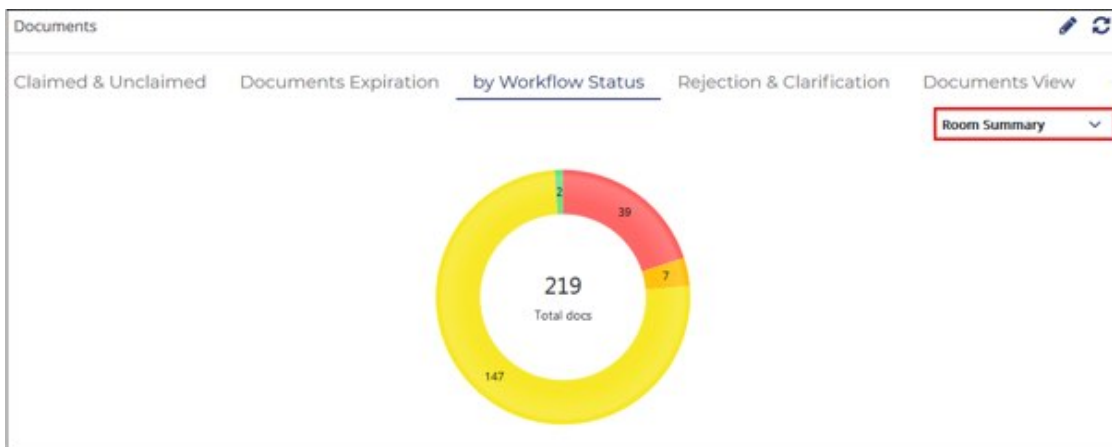 Documents
Claimed & Unclaimed Documents Expiration by Workflow Status Rejection & Clarification Documents View
Room Summary
2
39
7
219
Total docs
147